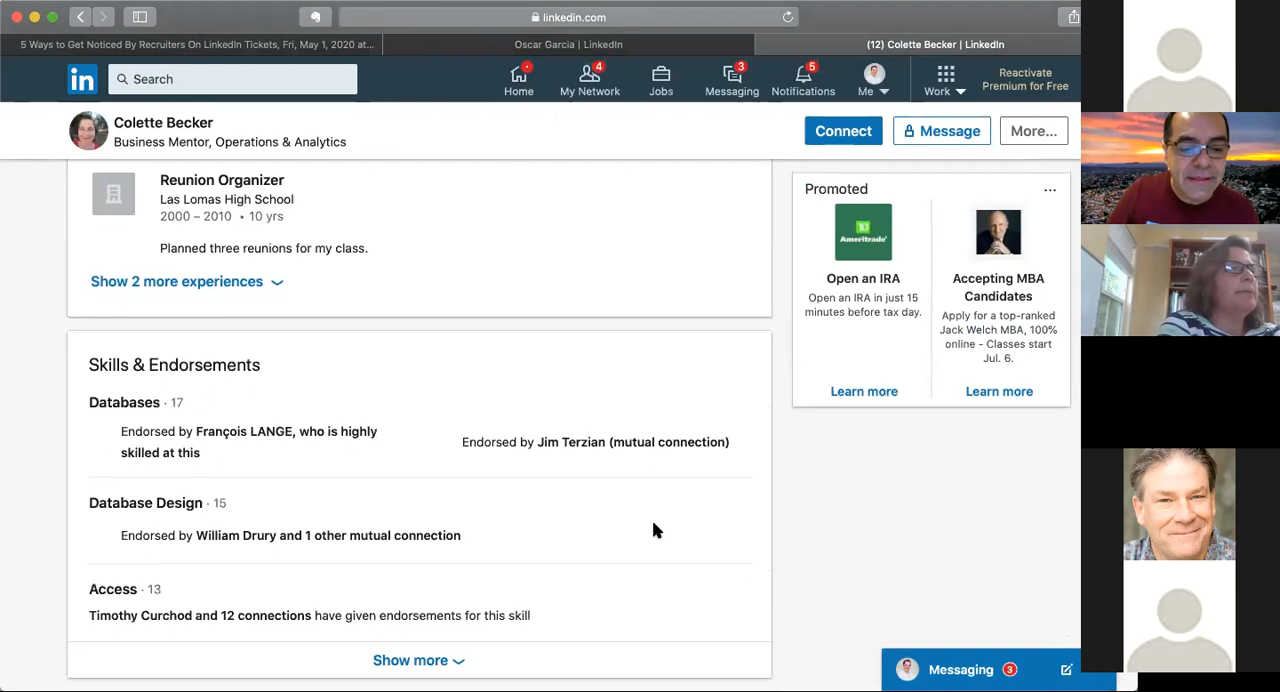 linkedin.com
5 Ways to Get Noticed By Recruiters On LinkedIn Tickets, Fri, May 1, 2020 at...
Oscar Garcia | LinkedIn
(12) Colette Becker | LinkedIn
in
Search
4
3
5
Home
My Network
Jobs
Messaging
Notifications
Me
Work
Reactivate
Premium for Free
Colette Becker
Business Mentor, Operations & Analytics
Connect
Message
More...
Reunion Organizer
Las Lomas High School
2000 – 2010 • 10 yrs
Planned three reunions for my class.
Show 2 more experiences
Promoted
...
TD
Ameritrade
Open an IRA
Open an IRA in just 15
minutes before tax day.
Learn more
Accepting MBA
Candidates
Apply for a top-ranked
Jack Welch MBA, 100%
online - Classes start
Jul. 6.
Learn more
Skills & Endorsements
Databases · 17
Endorsed by François LANGE, who is highly
skilled at this
Endorsed by Jim Terzian (mutual connection)
Database Design · 15
Endorsed by William Drury and 1 other mutual connection
Access · 13
Timothy Curchod and 12 connections have given endorsements for this skill
Show more
Messaging 3